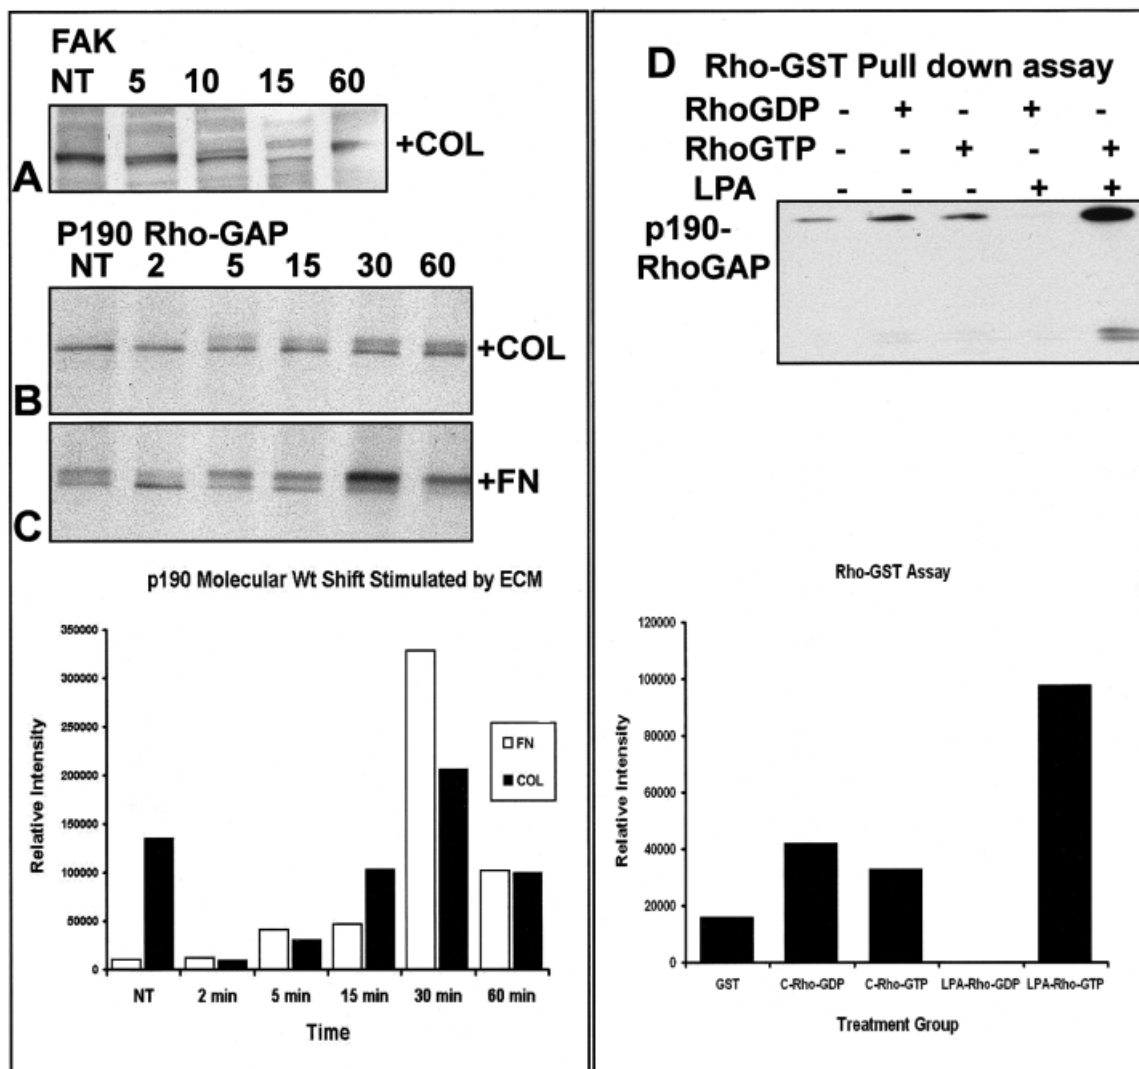 FAK
NT 5 10 15 60
+COL
A
P190 Rho-GAP
NT 2 5 15 30 60
+COL
B
+FN
C
p190 Molecular Wt Shift Stimulated by ECM
350000
300000
250000
200000
150000
100000
50000
0
Relative Intensity
FN
COL
NT 2 min 5 min 15 min 30 min 60 min
Time
D Rho-GST Pull down assay
RhoGDP - + - + -
RhoGTP - - + - +
LPA - - - + +
p190-
RhoGAP
Rho-GST Assay
120000
100000
80000
60000
40000
20000
0
Relative Intensity
GST C-Rho-GDP C-Rho-GTP LPA-Rho-GDP LPA-Rho-GTP
Treatment Group